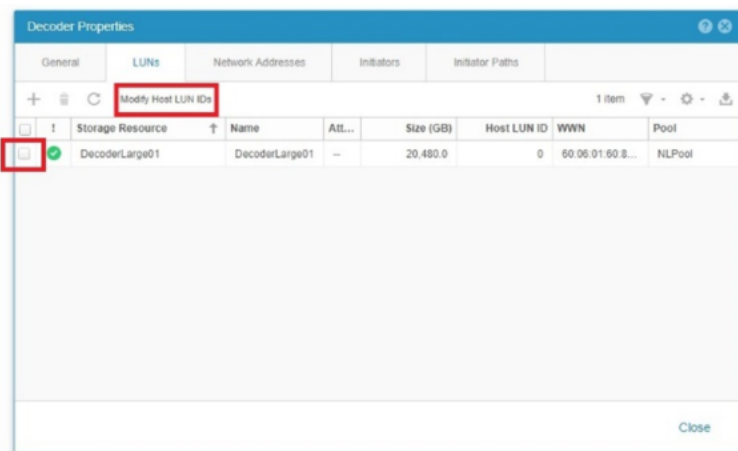 Decoder Properties
General LUNs Network Addresses Initiators Initiator Paths
Modify Host LUN IDs 1 item
! Storage Resource Name Att... Size (GB) Host LUN ID WWN Pool
DecoderLarge01 DecoderLarge01 -- 20,480.0 0 60:06:01:60:8... NLPool
Close